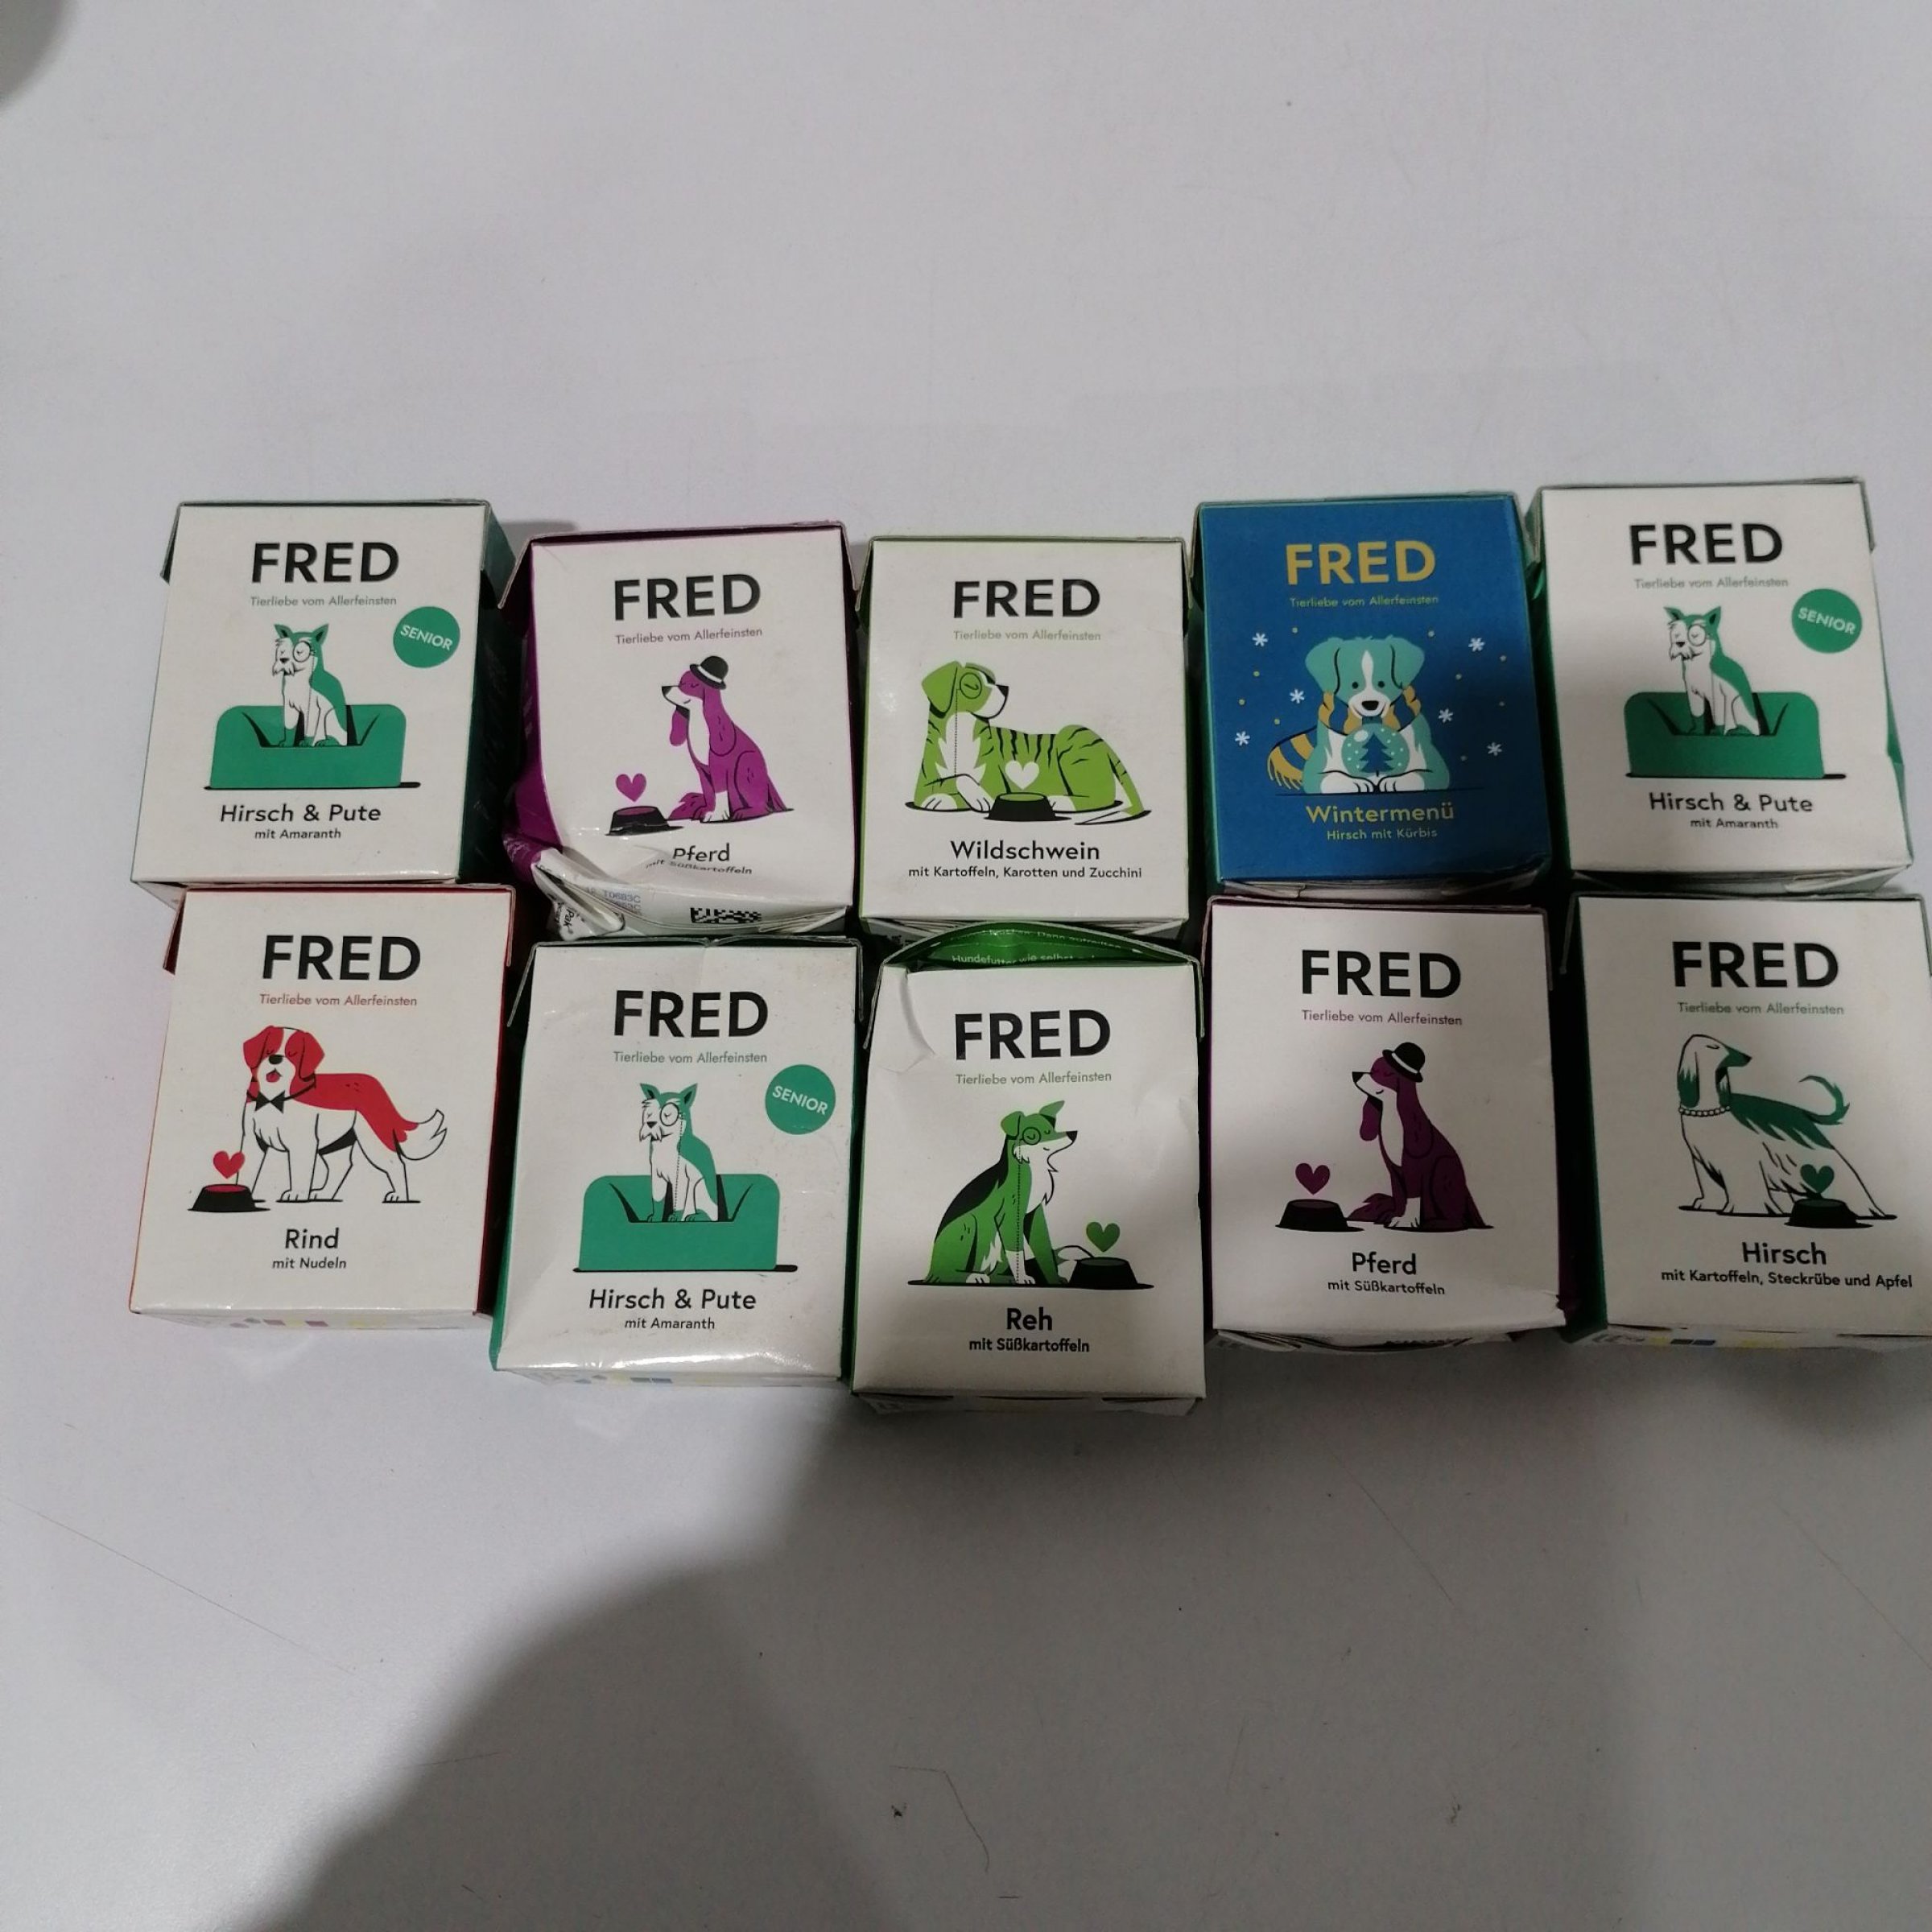 FRED
Tierliebe vom Allerfeinsten
SENIOR
Hirsch & Pute
mit Amaranth
FRED
Tierliebe vom Allerfeinsten
Pferd
mit Süßkartoffeln
FRED
Tierliebe vom Allerfeinsten
Wildschwein
mit Kartoffeln, Karotten und Zucchini
FRED
Tierliebe vom Allerfeinsten
Wintermenü
Hirsch mit Kürbis
FRED
Tierliebe vom Allerfeinsten
SENIOR
Hirsch & Pute
mit Amaranth
FRED
Tierliebe vom Allerfeinsten
Rind
mit Nudeln
FRED
Tierliebe vom Allerfeinsten
SENIOR
Hirsch & Pute
mit Amaranth
Hundefutter wie
FRED
Tierliebe vom Allerfeinsten
Reh
mit Süßkartoffeln
FRED
Tierliebe vom Allerfeinsten
Pferd
mit Süßkartoffeln
FRED
Tierliebe vom Allerfeinsten
Hirsch
mit Kartoffeln, Steckrübe und Apfel